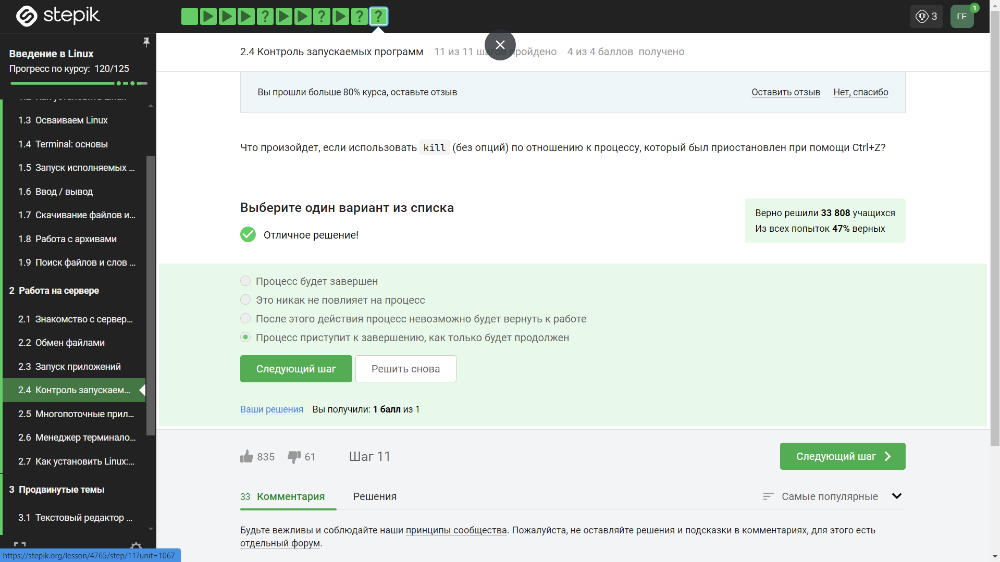 stepik
? ? ? ?
3
ГЕ
1
Введение в Linux
Прогресс по курсу: 120/125
1.3 Осваиваем Linux
1.4 Terminal: основы
1.5 Запуск исполняемых ...
1.6 Ввод / вывод
1.7 Скачивание файлов и...
1.8 Работа с архивами
1.9 Поиск файлов и слов ...
2 Работа на сервере
2.1 Знакомство с сервер...
2.2 Обмен файлами
2.3 Запуск приложений
2.4 Контроль запускаем...
2.5 Многопоточные прил...
2.6 Менеджер терминало...
2.7 Как установить Linux:...
3 Продвинутые темы
3.1 Текстовый редактор ...
https://stepik.org/lesson/4765/step/11?unit=1067
2.4 Контроль запускаемых программ 11 из 11 шагов пройдено 4 из 4 баллов получено
Вы прошли больше 80% курса, оставьте отзыв Оставить отзыв Нет, спасибо
Что произойдет, если использовать kill (без опций) по отношению к процессу, который был приостановлен при помощи Ctrl+Z?
Выберите один вариант из списка
Отличное решение!
Верно решили 33 808 учащихся
Из всех попыток 47% верных
Процесс будет завершен
Это никак не повлияет на процесс
После этого действия процесс невозможно будет вернуть к работе
Процесс приступит к завершению, как только будет продолжен
Следующий шаг Решить снова
Ваши решения Вы получили: 1 балл из 1
835 61 Шаг 11 Следующий шаг
33 Комментария Решения Самые популярные
Будьте вежливы и соблюдайте наши принципы сообщества. Пожалуйста, не оставляйте решения и подсказки в комментариях, для этого есть
отдельный форум.